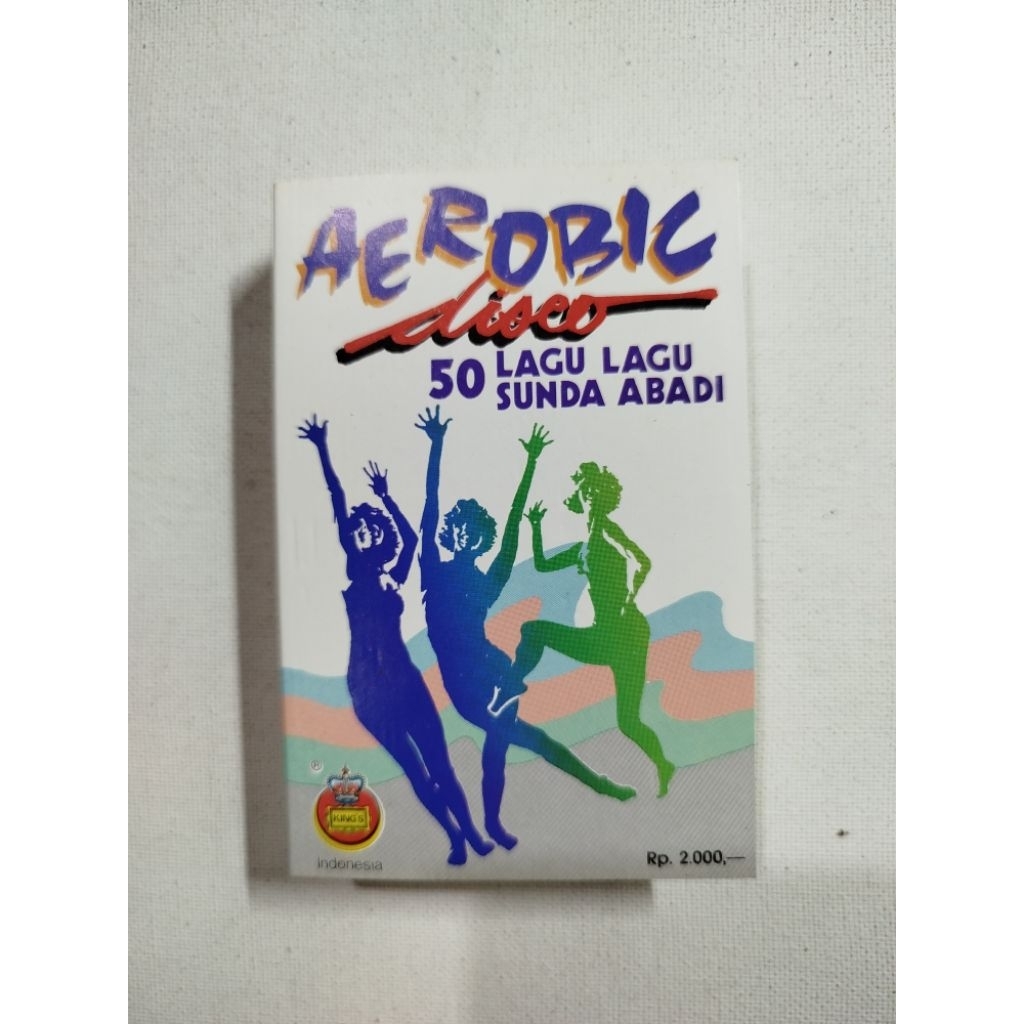 AEROBIC
disco
50 LAGU LAGU
SUNDA ABADI
®
KING'S
indonesia
Rp. 2.000,—